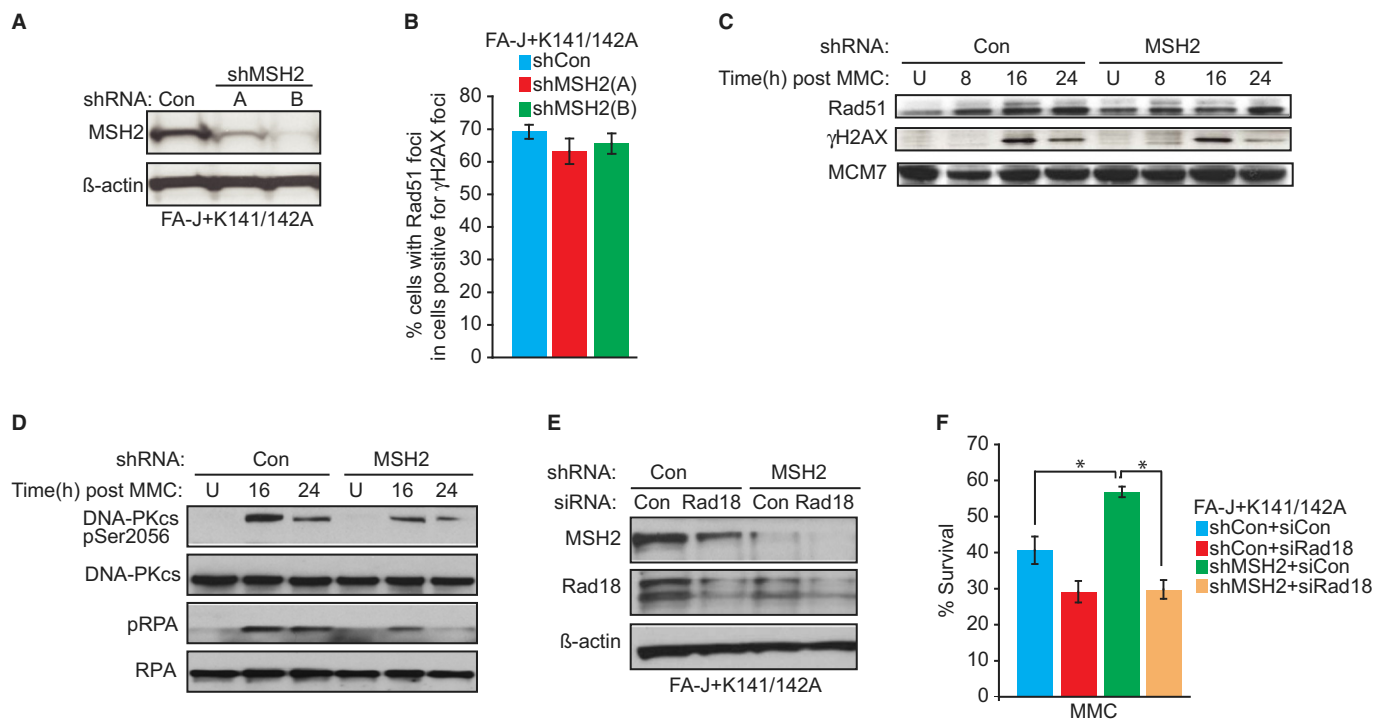 A
shMSH2
shRNA: Con A B
MSH2
ß-actin
FA-J+K141/142A
B
FA-J+K141/142A
shCon
shMSH2(A)
shMSH2(B)
% cells with Rad51 foci
in cells positive for γH2AX foci
80
70
60
50
40
30
20
10
0
C
shRNA: Con MSH2
Time(h) post MMC: U 8 16 24 U 8 16 24
Rad51
γH2AX
MCM7
D
shRNA: Con MSH2
Time(h) post MMC: U 16 24 U 16 24
DNA-PKcs
pSer2056
DNA-PKcs
pRPA
RPA
E
shRNA: Con MSH2
siRNA: Con Rad18 Con Rad18
MSH2
Rad18
ß-actin
FA-J+K141/142A
F
% Survival
70
60
50
40
30
20
10
0
* *
MMC
FA-J+K141/142A
shCon+siCon
shCon+siRad18
shMSH2+siCon
shMSH2+siRad18